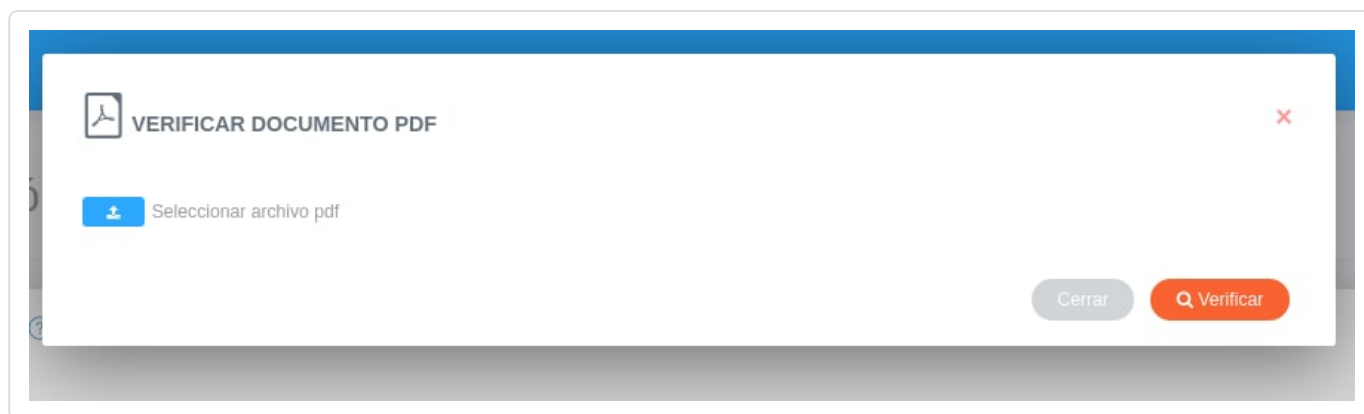 VERIFICAR DOCUMENTO PDF
×
ó
Seleccionar archivo pdf
Cerrar
Verificar
?